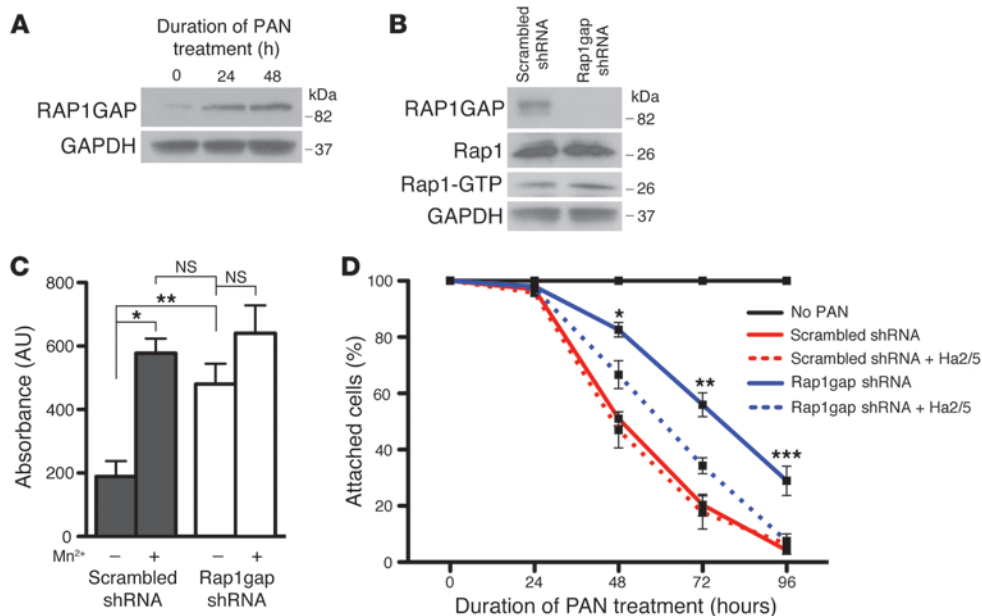 A
Duration of PAN
treatment (h)
0 24 48
kDa
RAP1GAP
–82
GAPDH
–37
B
Scrambled
shRNA
Rap1gap
shRNA
kDa
RAP1GAP
–82
Rap1
–26
Rap1-GTP
–26
GAPDH
–37
C
Absorbance (AU)
800
600
400
200
0
NS
NS
**
*
Mn2+ – + – +
Scrambled
shRNA
Rap1gap
shRNA
D
Attached cells (%)
100
80
60
40
20
0
*
**
***
No PAN
Scrambled shRNA
Scrambled shRNA + Ha2/5
Rap1gap shRNA
Rap1gap shRNA + Ha2/5
0 24 48 72 96
Duration of PAN treatment (hours)